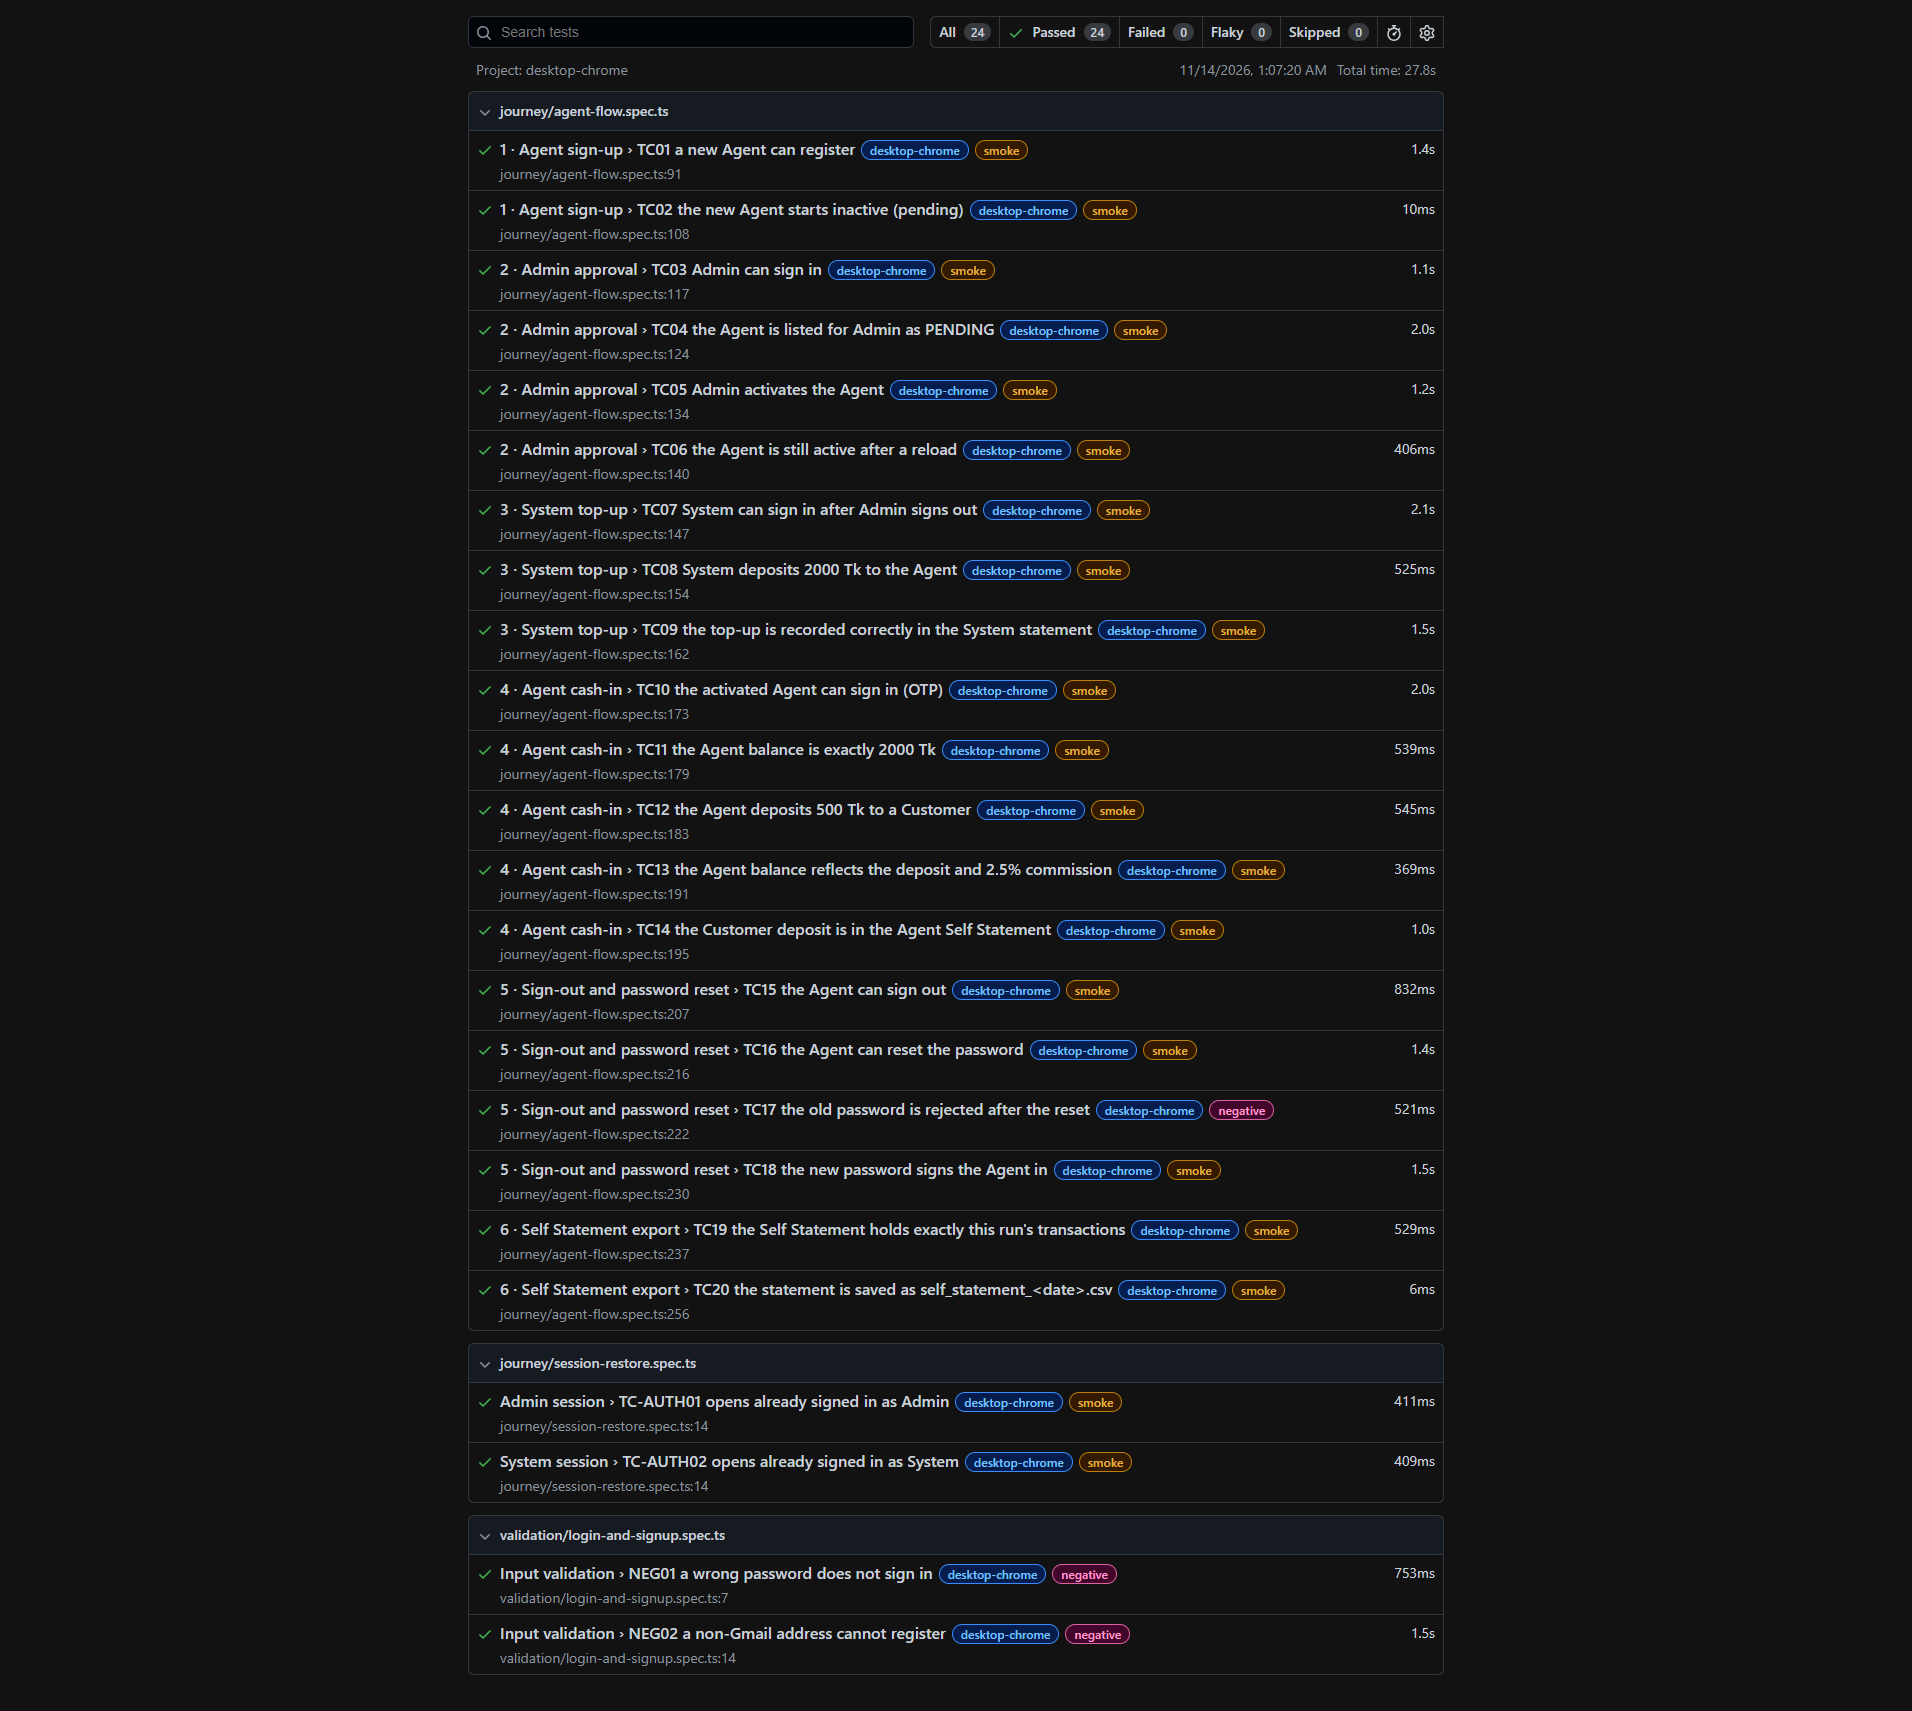 Search tests
All 24 Passed 24 Failed 0 Flaky 0 Skipped 0
Project: desktop-chrome 11/14/2026, 1:07:20 AM Total time: 27.8s
journey/agent-flow.spec.ts
1 · Agent sign-up › TC01 a new Agent can register desktop-chrome smoke 1.4s
journey/agent-flow.spec.ts:91
1 · Agent sign-up › TC02 the new Agent starts inactive (pending) desktop-chrome smoke 10ms
journey/agent-flow.spec.ts:108
2 · Admin approval › TC03 Admin can sign in desktop-chrome smoke 1.1s
journey/agent-flow.spec.ts:117
2 · Admin approval › TC04 the Agent is listed for Admin as PENDING desktop-chrome smoke 2.0s
journey/agent-flow.spec.ts:124
2 · Admin approval › TC05 Admin activates the Agent desktop-chrome smoke 1.2s
journey/agent-flow.spec.ts:134
2 · Admin approval › TC06 the Agent is still active after a reload desktop-chrome smoke 406ms
journey/agent-flow.spec.ts:140
3 · System top-up › TC07 System can sign in after Admin signs out desktop-chrome smoke 2.1s
journey/agent-flow.spec.ts:147
3 · System top-up › TC08 System deposits 2000 Tk to the Agent desktop-chrome smoke 525ms
journey/agent-flow.spec.ts:154
3 · System top-up › TC09 the top-up is recorded correctly in the System statement desktop-chrome smoke 1.5s
journey/agent-flow.spec.ts:162
4 · Agent cash-in › TC10 the activated Agent can sign in (OTP) desktop-chrome smoke 2.0s
journey/agent-flow.spec.ts:173
4 · Agent cash-in › TC11 the Agent balance is exactly 2000 Tk desktop-chrome smoke 539ms
journey/agent-flow.spec.ts:179
4 · Agent cash-in › TC12 the Agent deposits 500 Tk to a Customer desktop-chrome smoke 545ms
journey/agent-flow.spec.ts:183
4 · Agent cash-in › TC13 the Agent balance reflects the deposit and 2.5% commission desktop-chrome smoke 369ms
journey/agent-flow.spec.ts:191
4 · Agent cash-in › TC14 the Customer deposit is in the Agent Self Statement desktop-chrome smoke 1.0s
journey/agent-flow.spec.ts:195
5 · Sign-out and password reset › TC15 the Agent can sign out desktop-chrome smoke 832ms
journey/agent-flow.spec.ts:207
5 · Sign-out and password reset › TC16 the Agent can reset the password desktop-chrome smoke 1.4s
journey/agent-flow.spec.ts:216
5 · Sign-out and password reset › TC17 the old password is rejected after the reset desktop-chrome negative 521ms
journey/agent-flow.spec.ts:222
5 · Sign-out and password reset › TC18 the new password signs the Agent in desktop-chrome smoke 1.5s
journey/agent-flow.spec.ts:230
6 · Self Statement export › TC19 the Self Statement holds exactly this run's transactions desktop-chrome smoke 529ms
journey/agent-flow.spec.ts:237
6 · Self Statement export › TC20 the statement is saved as self_statement_<date>.csv desktop-chrome smoke 6ms
journey/agent-flow.spec.ts:256
journey/session-restore.spec.ts
Admin session › TC-AUTH01 opens already signed in as Admin desktop-chrome smoke 411ms
journey/session-restore.spec.ts:14
System session › TC-AUTH02 opens already signed in as System desktop-chrome smoke 409ms
journey/session-restore.spec.ts:14
validation/login-and-signup.spec.ts
Input validation › NEG01 a wrong password does not sign in desktop-chrome negative 753ms
validation/login-and-signup.spec.ts:7
Input validation › NEG02 a non-Gmail address cannot register desktop-chrome negative 1.5s
validation/login-and-signup.spec.ts:14